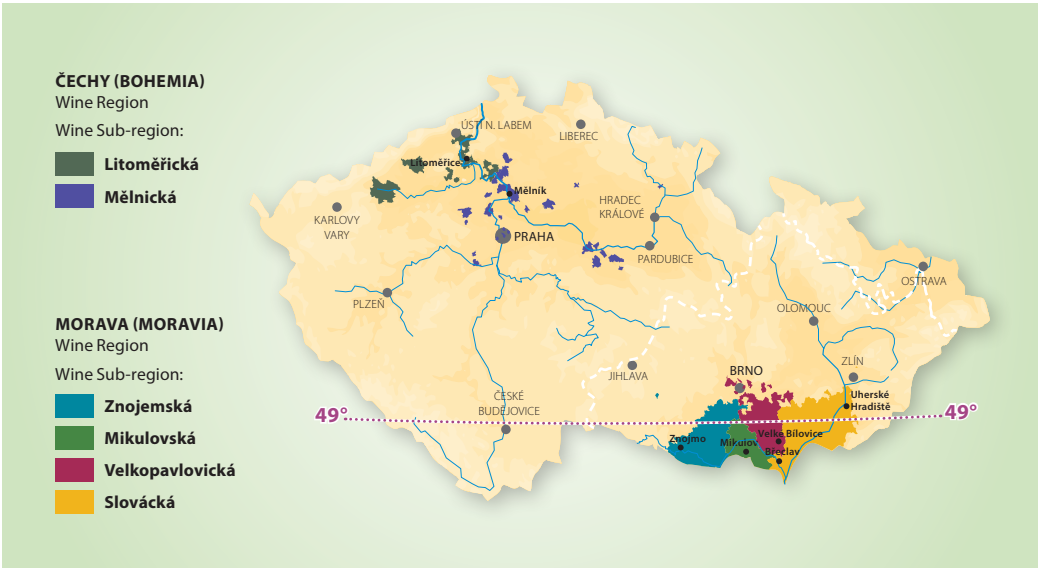 ČECHY (BOHEMIA)
Wine Region
Wine Sub-region:
Litoměřická
Mělnická
MORAVA (MORAVIA)
Wine Region
Wine Sub-region:
Znojemská
Mikulovská
Velkopavlovická
Slovácká
ÚSTÍ N. LABEM
LIBEREC
Litoměřice
Mělník
KARLOVY
VARY
HRADEC
KRÁLOVÉ
PRAHA
PARDUBICE
PLZEŇ
OSTRAVA
OLOMOUC
JIHLAVA
BRNO
ZLÍN
ČESKÉ
BUDĚJOVICE
Uherské
Hradiště
49°
49°
Znojmo
Mikulov
Velké Bílovice
Břeclav